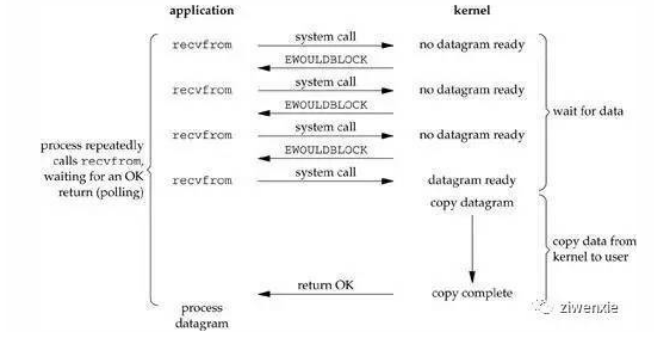 application
kernel
recvfrom
system call
no datagram ready
EWOULDBLOCK
recvfrom
system call
no datagram ready
EWOULDBLOCK
recvfrom
system call
no datagram ready
EWOULDBLOCK
recvfrom
system call
datagram ready
copy datagram
wait for data
process repeatedly
calls recvfrom,
waiting for an OK
return (polling)
copy data from
kernel to user
return OK
copy complete
process
datagram
ziwenxie